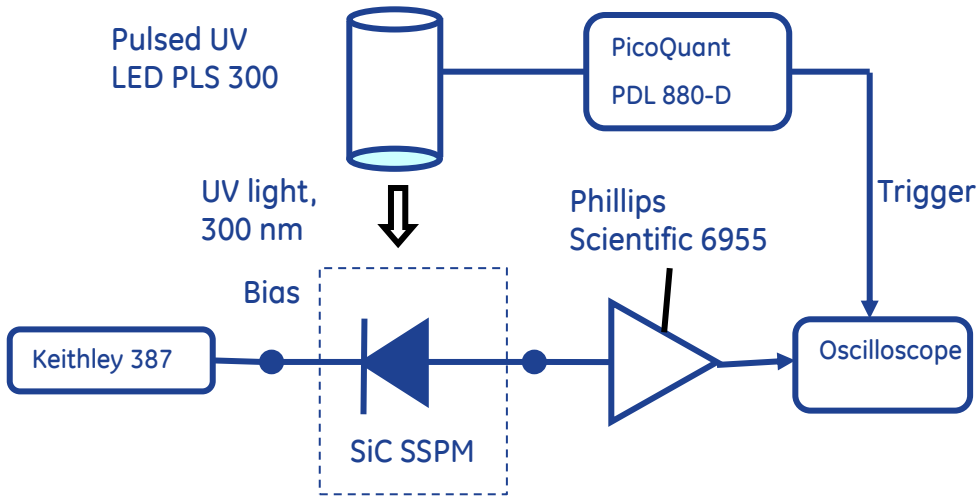 Pulsed UV
LED PLS 300
PicoQuant
PDL 880-D
UV light,
300 nm
Phillips
Scientific 6955
Trigger
Bias
Keithley 387
Oscilloscope
SiC SSPM